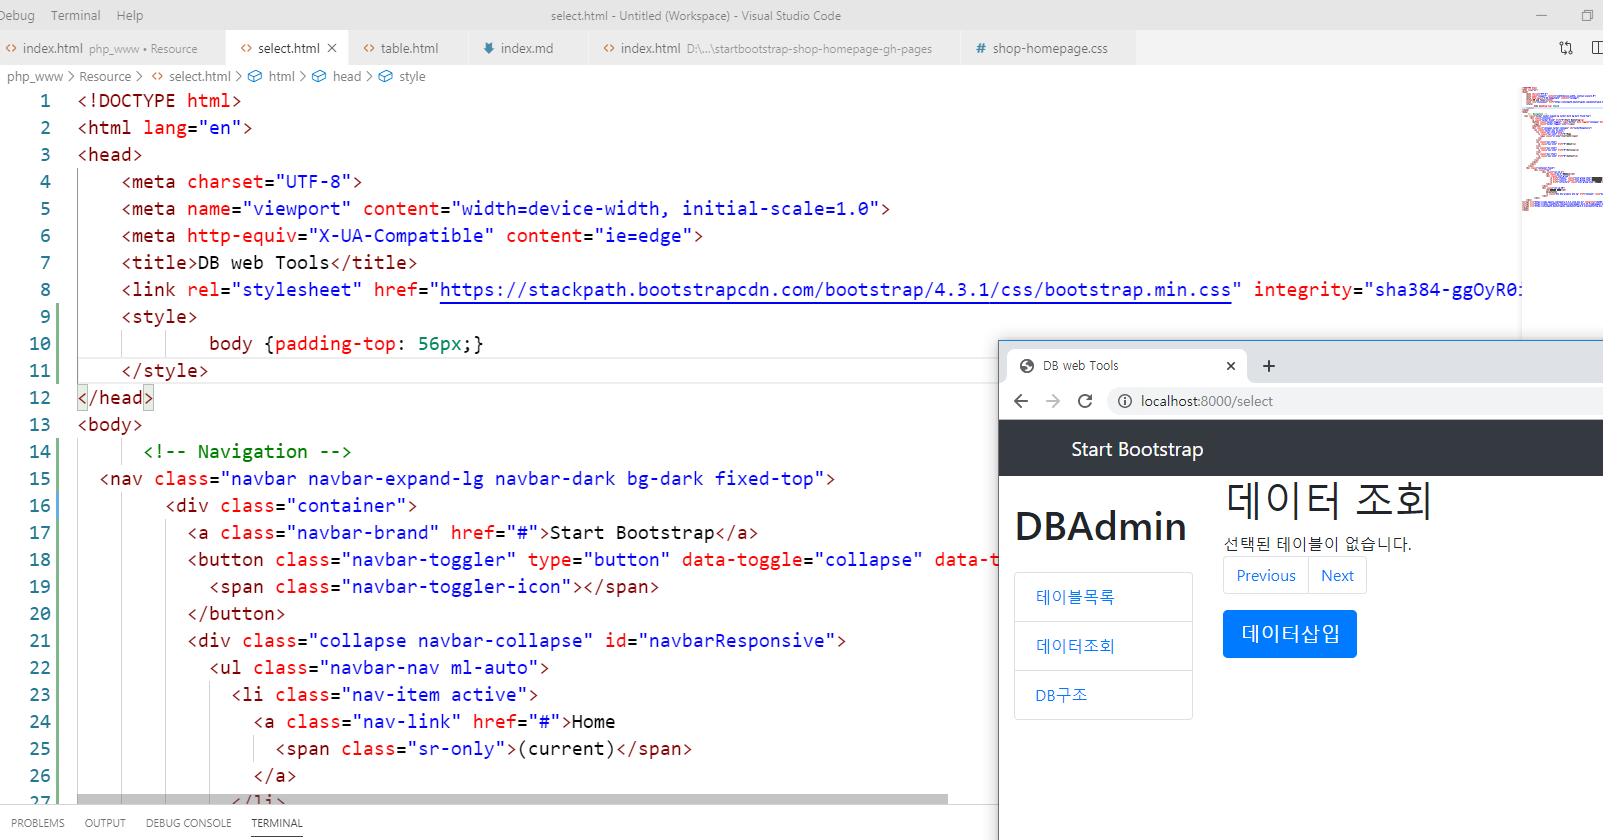 Debug Terminal Help
select.html - Untitled (Workspace) - Visual Studio Code
index.html php_www • Resource
select.html
table.html
index.md
index.html D:\...\startbootstrap-shop-homepage-gh-pages
# shop-homepage.css
php_www > Resource > select.html > html > head > style
1 <!DOCTYPE html>
2 <html lang="en">
3 <head>
4 <meta charset="UTF-8">
5 <meta name="viewport" content="width=device-width, initial-scale=1.0">
6 <meta http-equiv="X-UA-Compatible" content="ie=edge">
7 <title>DB web Tools</title>
8 <link rel="stylesheet" href="https://stackpath.bootstrapcdn.com/bootstrap/4.3.1/css/bootstrap.min.css" integrity="sha384-ggOyR0i
9 <style>
10 body {padding-top: 56px;}
11 </style>
12 </head>
13 <body>
14 <!-- Navigation -->
15 <nav class="navbar navbar-expand-lg navbar-dark bg-dark fixed-top">
16 <div class="container">
17 <a class="navbar-brand" href="#">Start Bootstrap</a>
18 <button class="navbar-toggler" type="button" data-toggle="collapse" data-t
19 <span class="navbar-toggler-icon"></span>
20 </button>
21 <div class="collapse navbar-collapse" id="navbarResponsive">
22 <ul class="navbar-nav ml-auto">
23 <li class="nav-item active">
24 <a class="nav-link" href="#">Home
25 <span class="sr-only">(current)</span>
26 </a>
27 </li>
PROBLEMS OUTPUT DEBUG CONSOLE TERMINAL
DB web Tools
localhost:8000/select
Start Bootstrap
DBAdmin
테이블목록
데이터조회
DB구조
데이터 조회
선택된 테이블이 없습니다.
Previous Next
데이터삽입